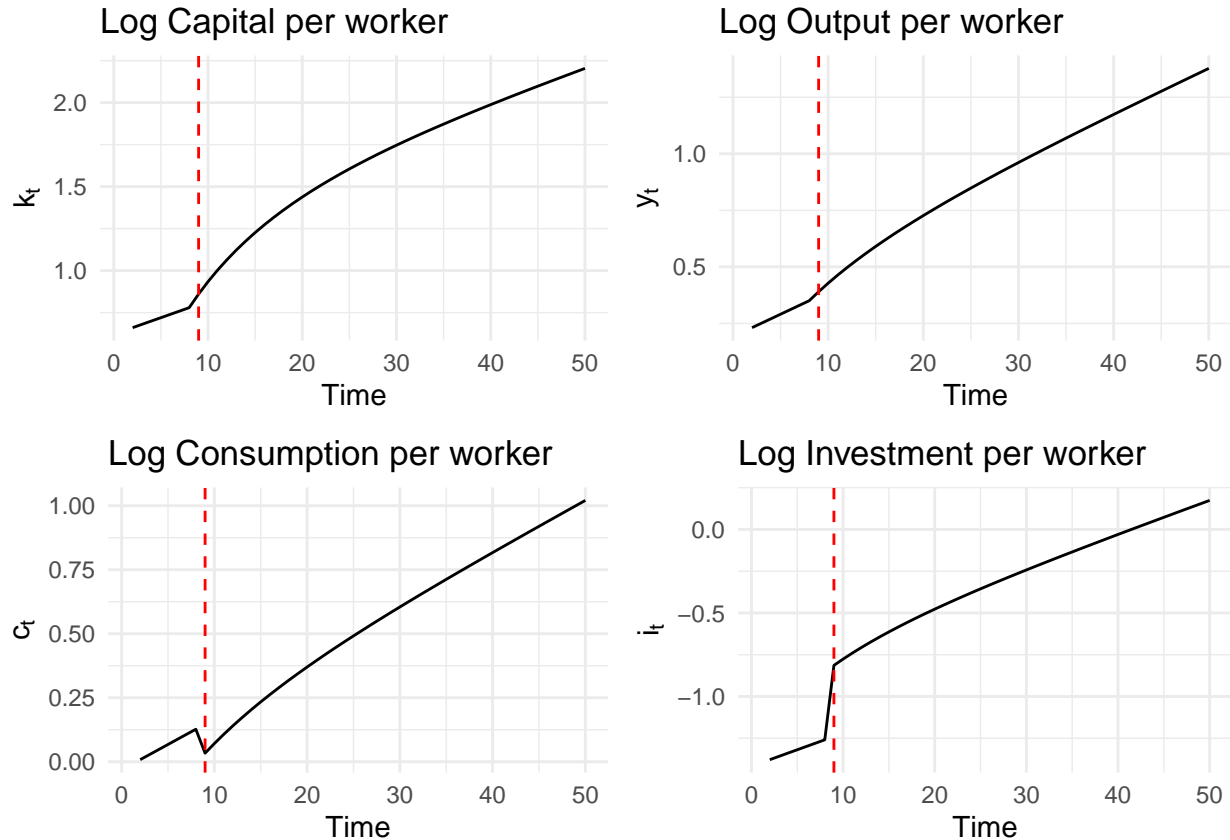 Log Capital per worker
2.0
1.5
1.0
kt
0 10 20 30 40 50
Time
Log Output per worker
1.0
0.5
yt
0 10 20 30 40 50
Time
Log Consumption per worker
1.00
0.75
0.50
0.25
0.00
ct
0 10 20 30 40 50
Time
Log Investment per worker
0.0
−0.5
−1.0
it
0 10 20 30 40 50
Time